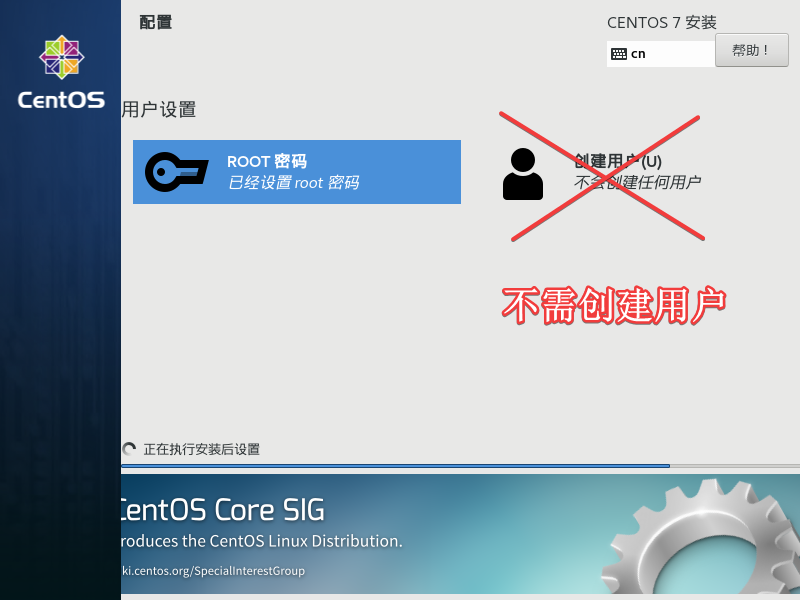 配置
CENTOS 7 安装
cn
帮助！
CentOS
用户设置
ROOT 密码
已经设置 root 密码
创建用户(U)
不会创建任何用户
不需创建用户
正在执行安装后设置
CentOS Core SIG
roduces the CentOS Linux Distribution.
ki.centos.org/SpecialInterestGroup